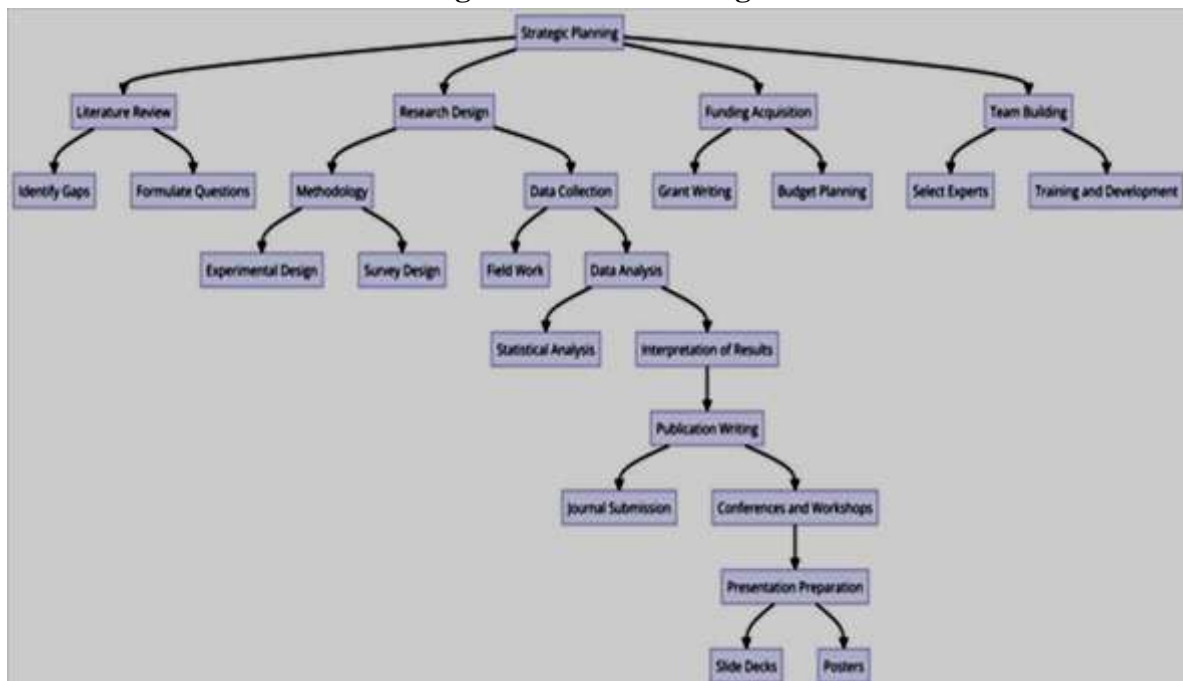 Strategic Planning
Literature Review
Research Design
Funding Acquisition
Team Building
Identify Gaps
Formulate Questions
Methodology
Data Collection
Grant Writing
Budget Planning
Select Experts
Training and Development
Experimental Design
Survey Design
Field Work
Data Analysis
Statistical Analysis
Interpretation of Results
Publication Writing
Journal Submission
Conferences and Workshops
Presentation Preparation
Slide Decks
Posters